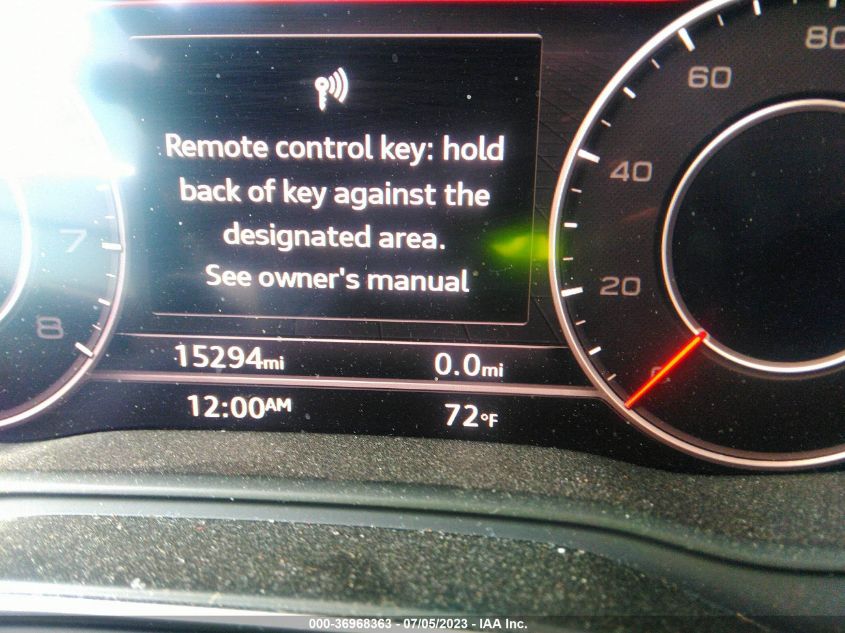 Remote control key: hold
back of key against the
designated area.
See owner's manual
15294mi 0.0mi
12:00AM 72°F
7
8
80
60
40
20
000-36968363 - 07/05/2023 - IAA Inc.